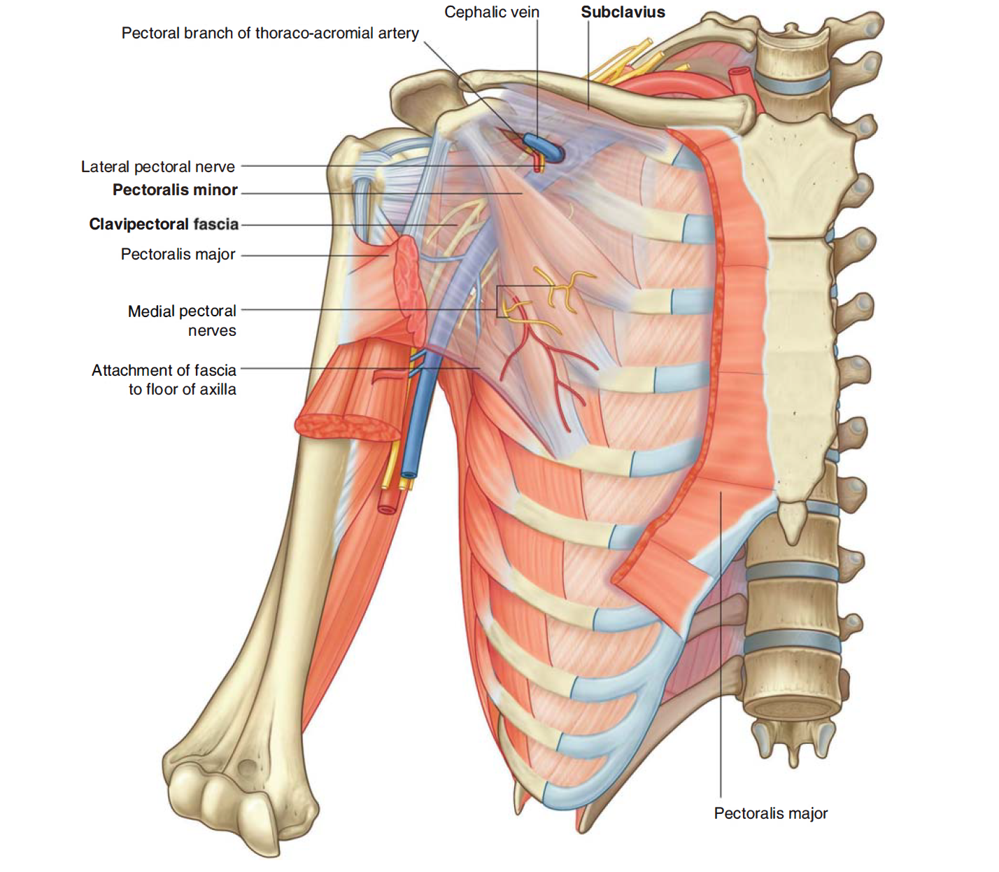 Cephalic vein
Subclavius
Pectoral branch of thoraco-acromial artery
Lateral pectoral nerve
Pectoralis minor
Clavipectoral fascia
Pectoralis major
Medial pectoral
nerves
Attachment of fascia
to floor of axilla
Pectoralis major